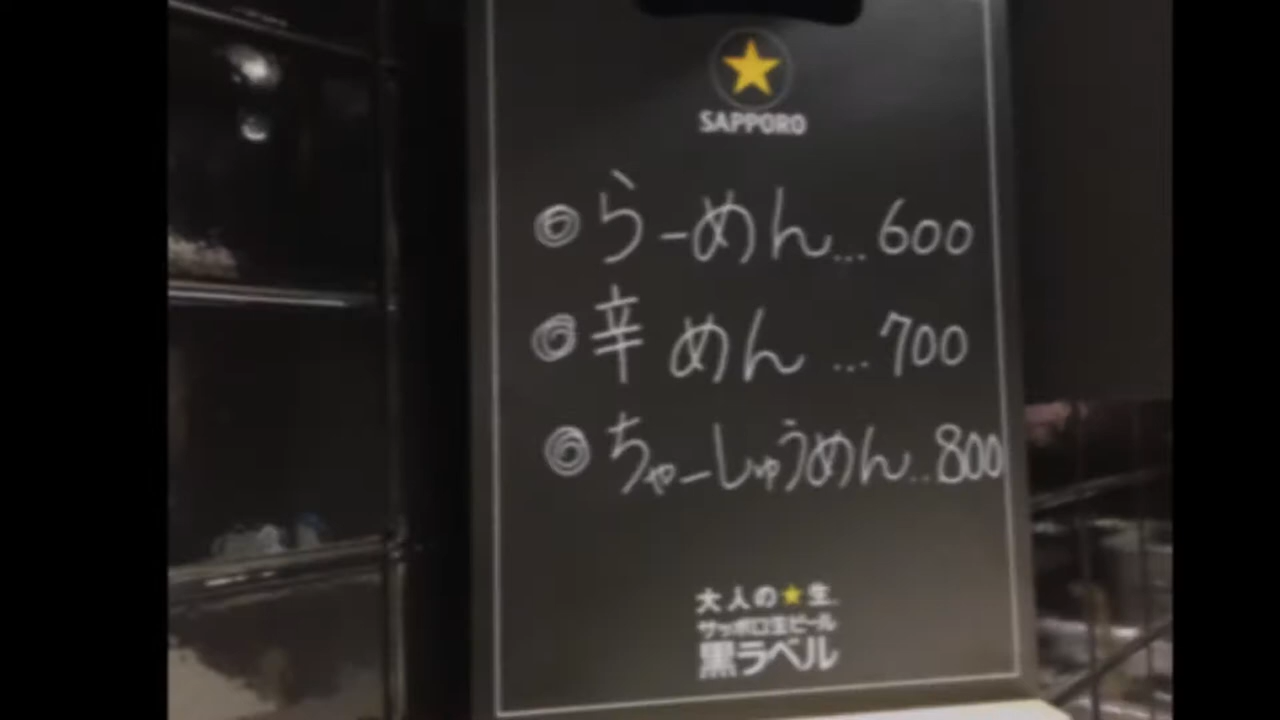 SAPPORO
◎らーめん...600
◎辛めん...700
◎ちゃーしゅうめん..800
大人の★生
サッポロ生ビール
黒ラベル